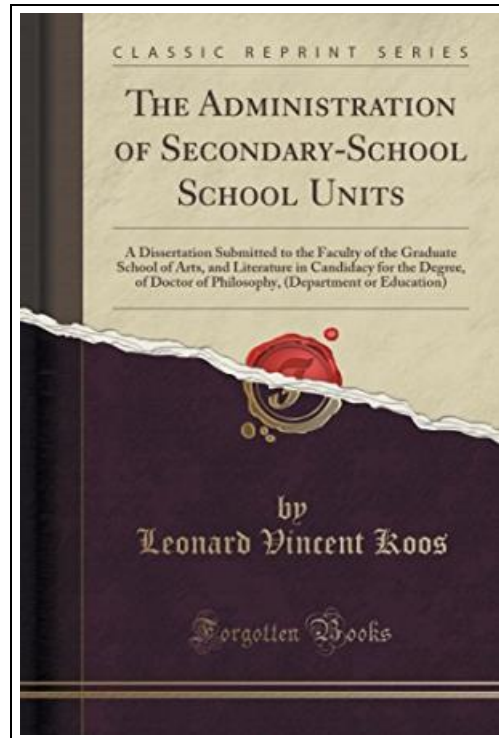 CLASSIC REPRINT SERIES
THE ADMINISTRATION
OF SECONDARY-SCHOOL
SCHOOL UNITS
A Dissertation Submitted to the Faculty of the Graduate
School of Arts, and Literature in Candidacy for the Degree,
of Doctor of Philosophy, (Department or Education)
by
Leonard Vincent Koos
Forgotten Books